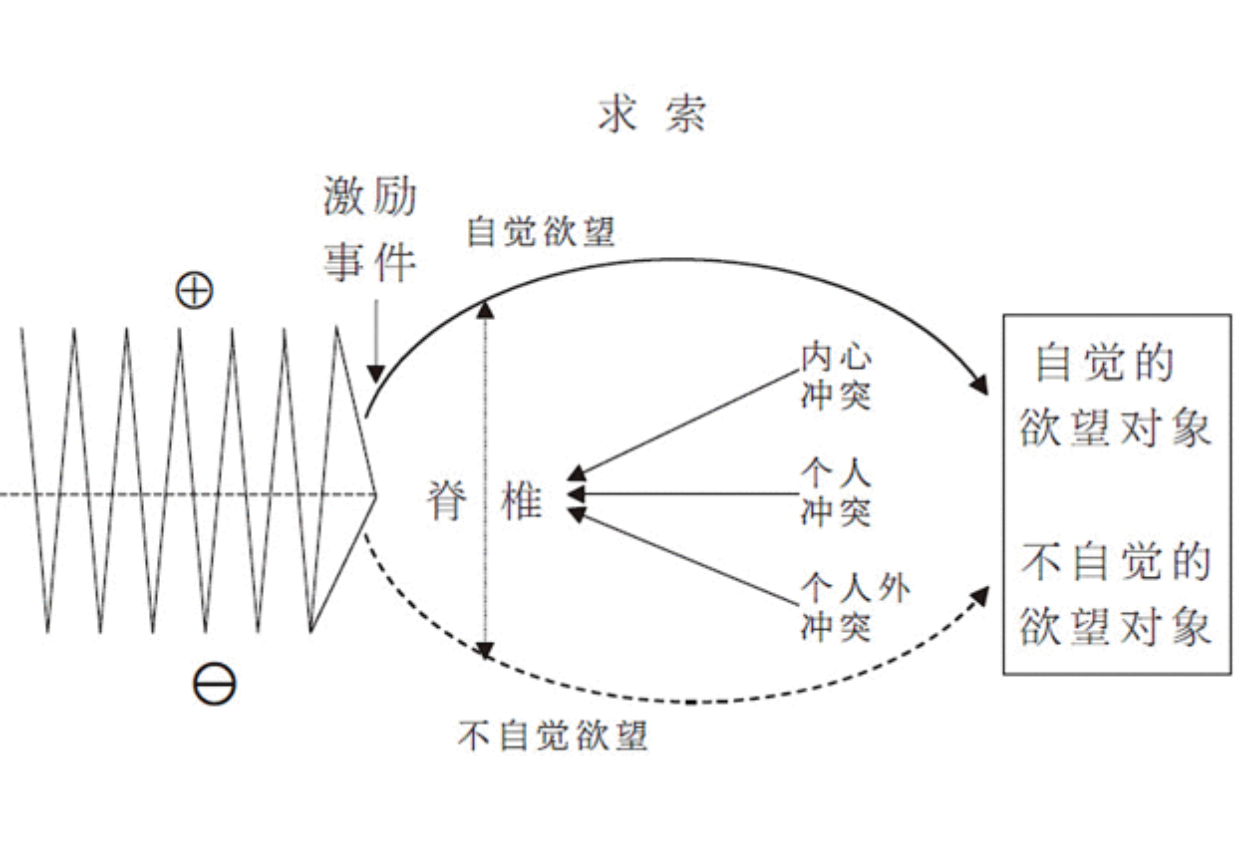 求 索
激励
事件
自觉欲望
⊕
内心
冲突
自觉的
欲望对象
脊 椎
个人
冲突
不自觉的
欲望对象
个人外
冲突
⊖
不自觉欲望